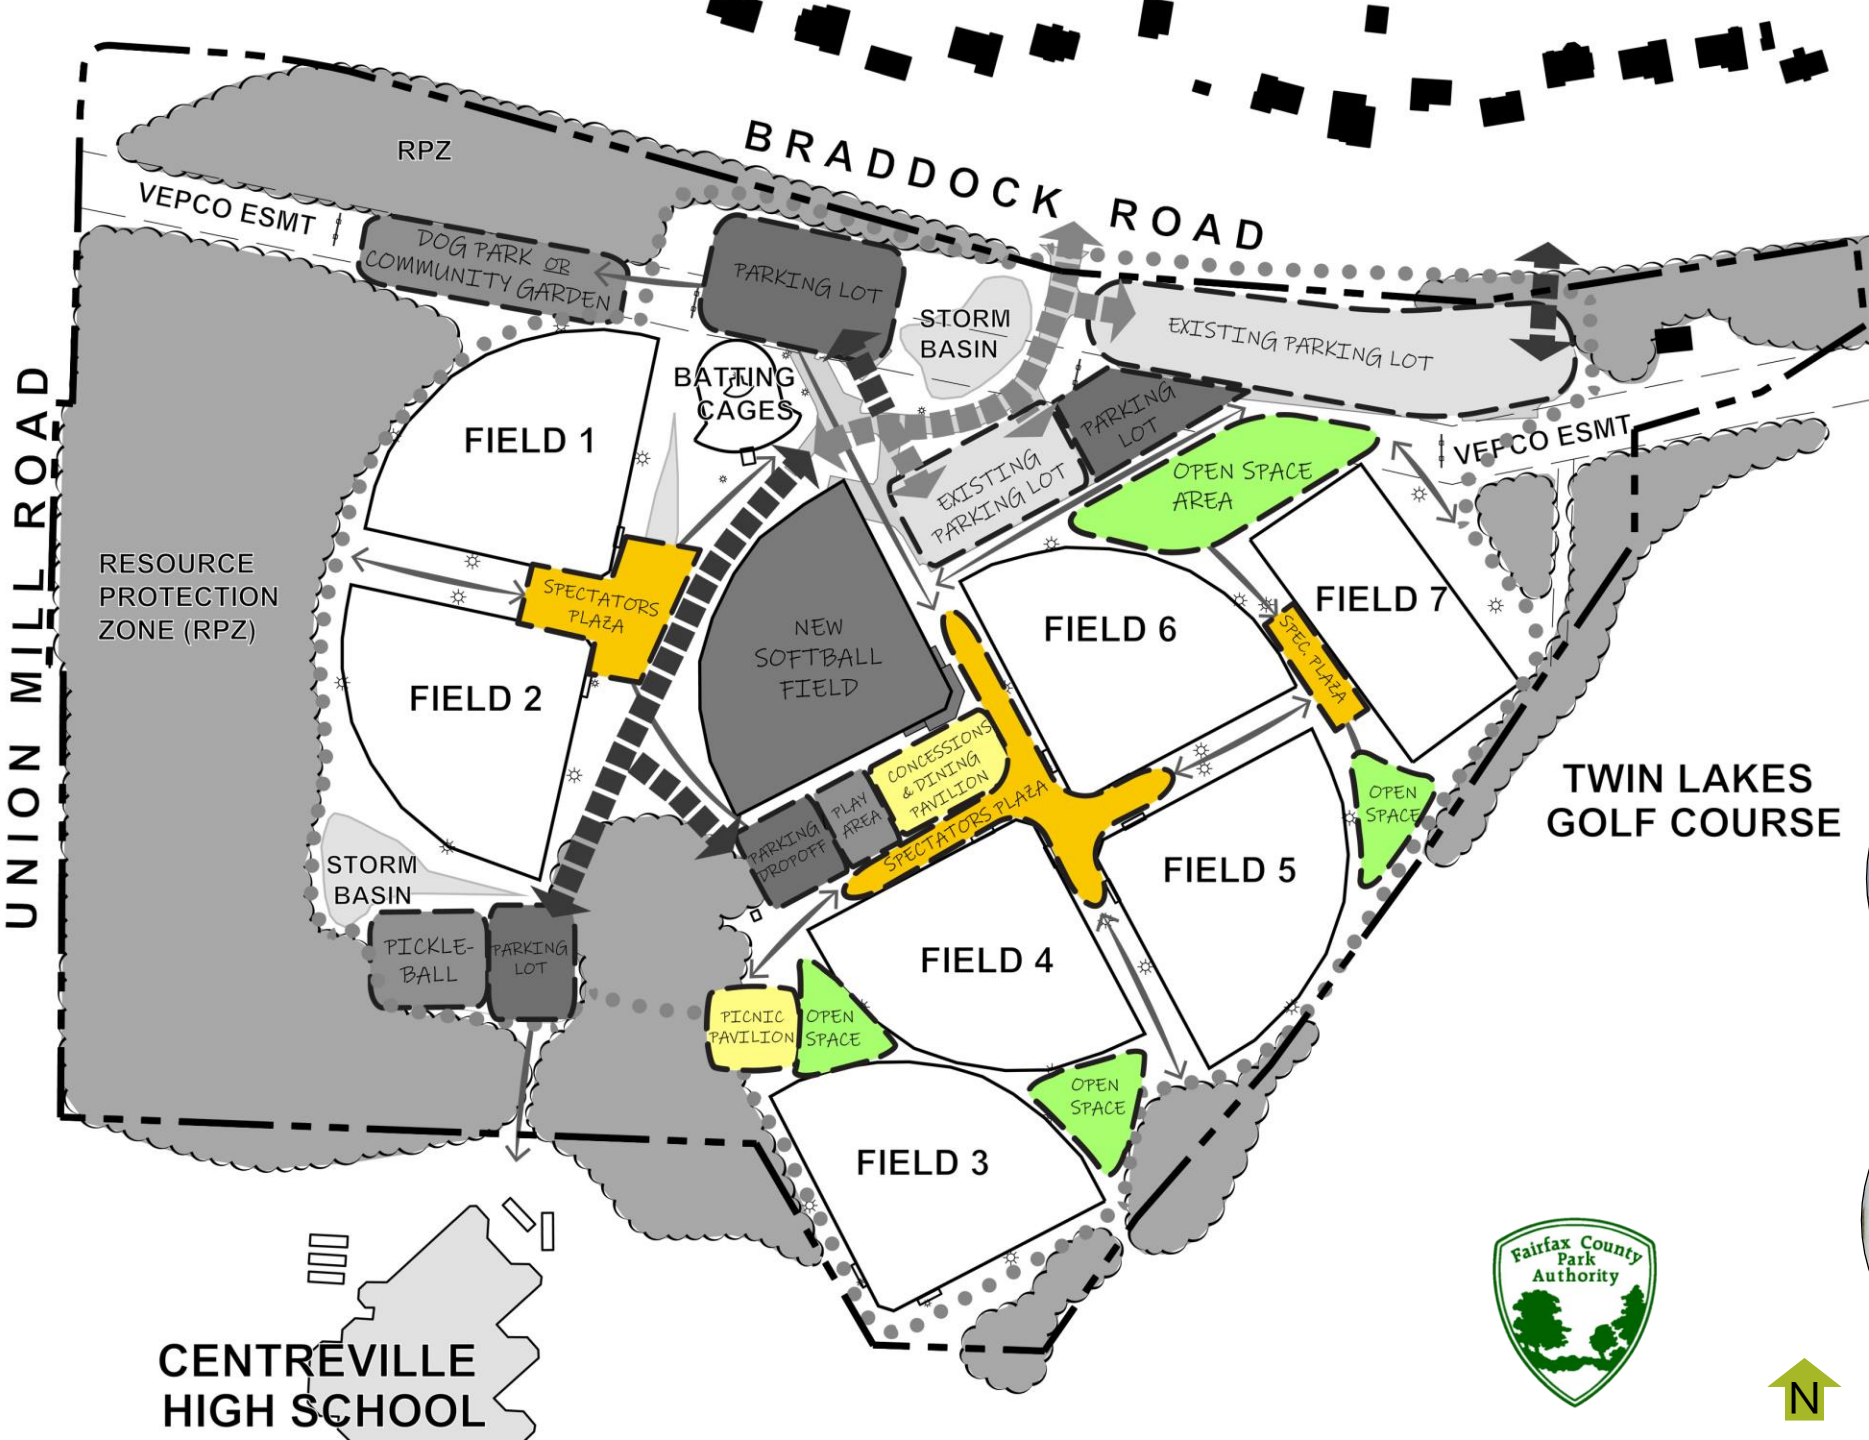 BRADDOCK ROAD
RPZ
VEPCO ESMT
DOG PARK OR
COMMUNITY GARDEN
PARKING LOT
STORM
BASIN
EXISTING PARKING LOT
BATTING
CAGES
PARKING
LOT
EXISTING
PARKING LOT
VEPCO ESMT
OPEN SPACE
AREA
FIELD 1
UNION MILL ROAD
RESOURCE
PROTECTION
ZONE (RPZ)
SPECTATORS
PLAZA
NEW
SOFTBALL
FIELD
FIELD 6
FIELD 7
SPEC. PLAZA
FIELD 2
CONCESSIONS
& DINING
PAVILION
PLAY
AREA
PARKING
DROPOFF
SPECTATORS PLAZA
OPEN
SPACE
TWIN LAKES
GOLF COURSE
STORM
BASIN
FIELD 5
PICKLE-
BALL
PARKING
LOT
FIELD 4
PICNIC
PAVILION
OPEN
SPACE
OPEN
SPACE
FIELD 3
CENTREVILLE
HIGH SCHOOL
Fairfax County
Park
Authority
N